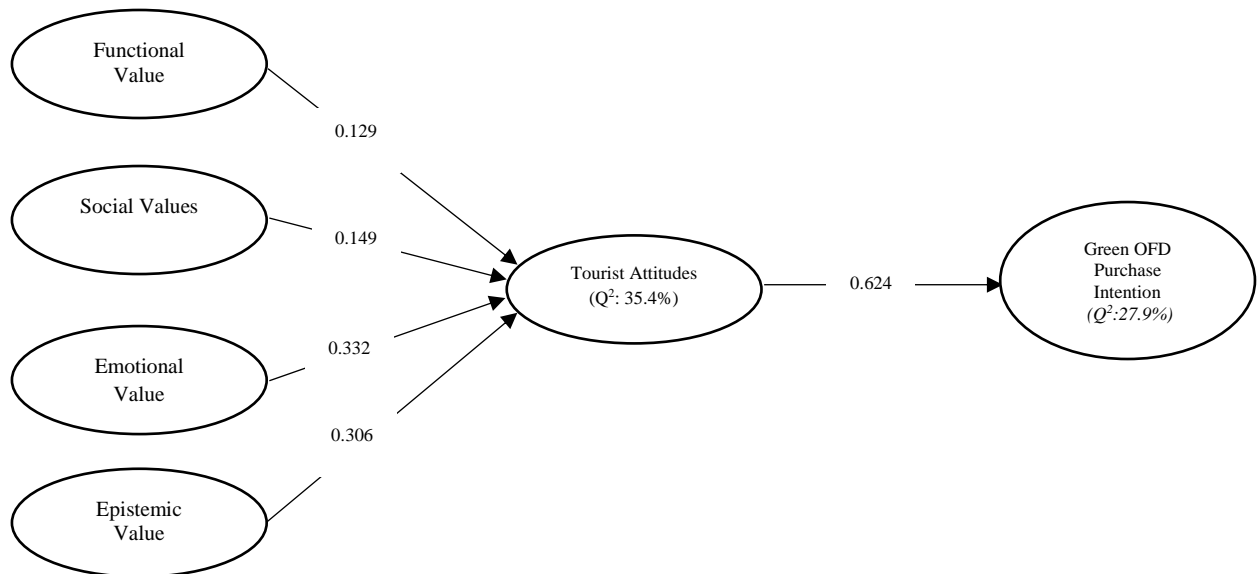 Functional
Value
0.129
Social Values
0.149
Emotional
Value
0.332
Epistemic
Value
0.306
Tourist Attitudes
(Q²: 35.4%)
0.624
Green OFD
Purchase
Intention
(Q²:27.9%)